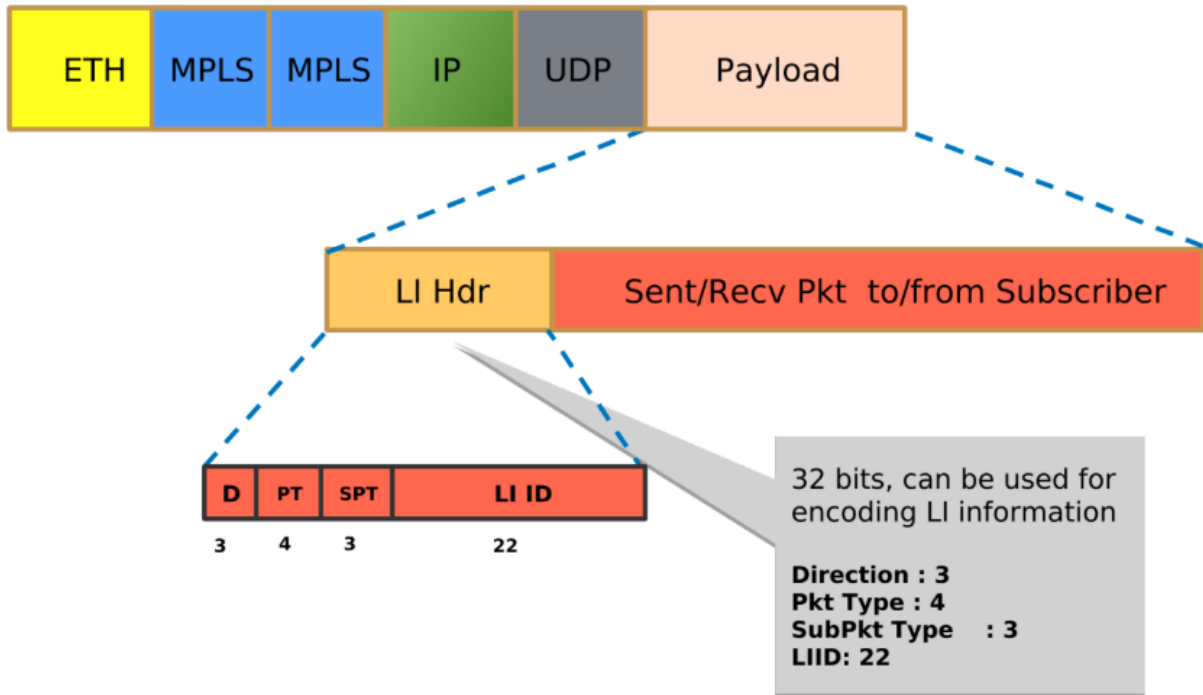 ETH MPLS MPLS IP UDP Payload
LI Hdr Sent/Recv Pkt to/from Subscriber
D PT SPT LI ID
3 4 3 22
32 bits, can be used for
encoding LI information
Direction : 3
Pkt Type : 4
SubPkt Type : 3
LIID: 22